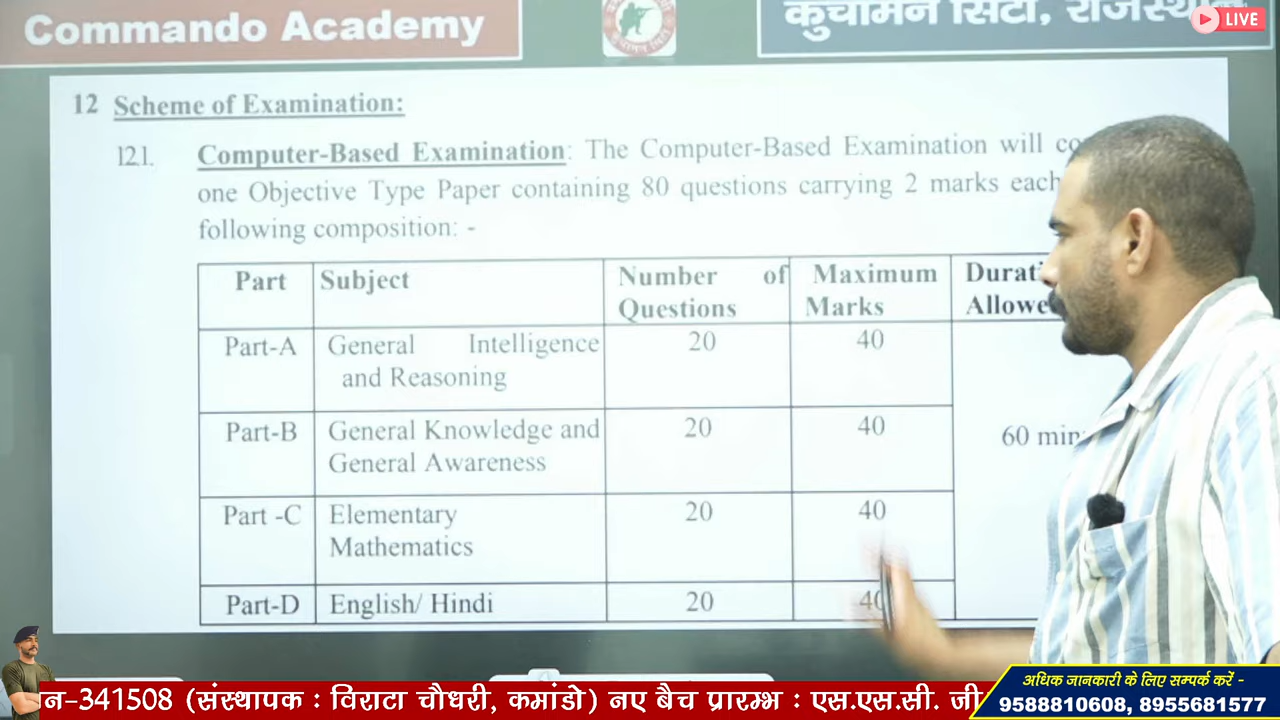 Commando Academy
कुचामन सिटी, राजस्थान
LIVE
12 Scheme of Examination:
12.1. Computer-Based Examination: The Computer-Based Examination will
one Objective Type Paper containing 80 questions carrying 2 marks each
following composition: -
Part Subject Number of Questions Maximum Marks
Part-A General Intelligence and Reasoning 20 40
Part-B General Knowledge and General Awareness 20 40
60
Part -C Elementary Mathematics 20 40
Part-D English/ Hindi 20 40
न-341508 (संस्थापक : विराटा चौधरी, कमांडो) नए बैच प्रारम्भ : एस.एस.सी. जी
अधिक जानकारी के लिए सम्पर्क करें -
9588810608, 8955681577